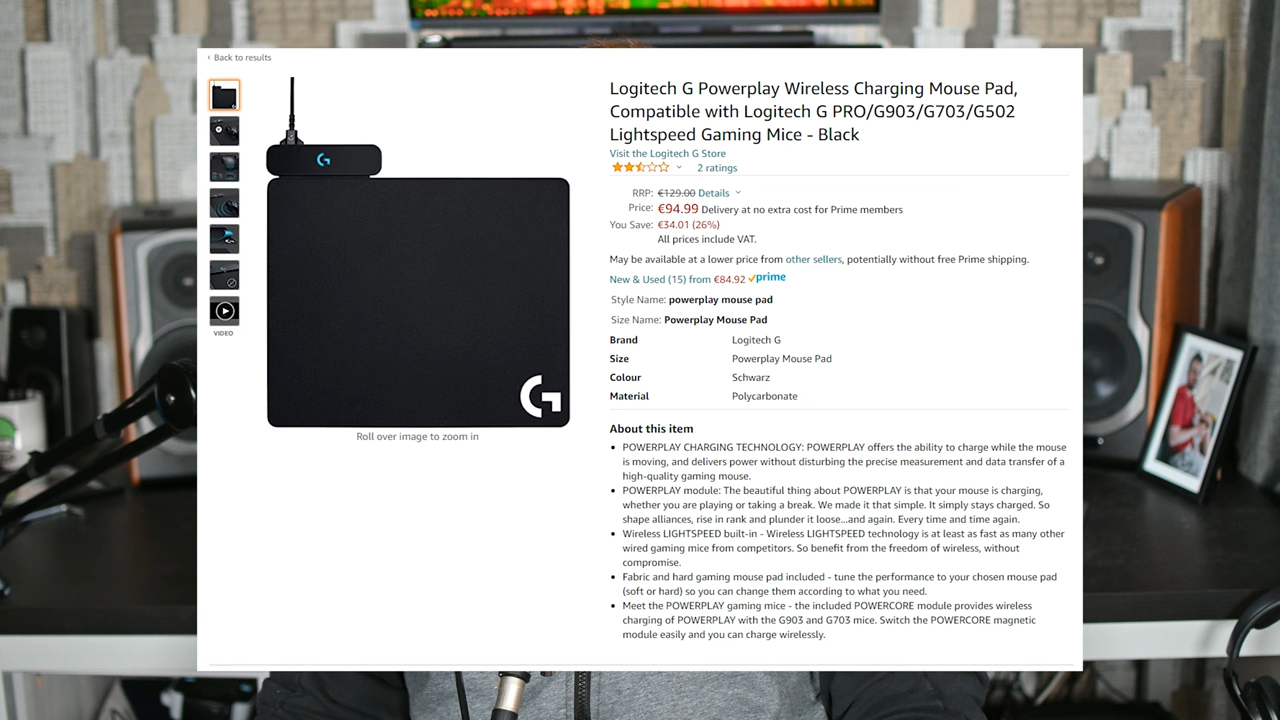 ‹ Back to results
Logitech G Powerplay Wireless Charging Mouse Pad,
Compatible with Logitech G PRO/G903/G703/G502
Lightspeed Gaming Mice - Black
Visit the Logitech G Store
2 ratings
RRP: €129.00 Details
Price: €94.99 Delivery at no extra cost for Prime members
You Save: €34.01 (26%)
All prices include VAT.
May be available at a lower price from other sellers, potentially without free Prime shipping.
New & Used (15) from €84.92 prime
Style Name: powerplay mouse pad
Size Name: Powerplay Mouse Pad
Brand Logitech G
Size Powerplay Mouse Pad
Colour Schwarz
Material Polycarbonate
About this item
• POWERPLAY CHARGING TECHNOLOGY: POWERPLAY offers the ability to charge while the mouse
is moving, and delivers power without disturbing the precise measurement and data transfer of a
high-quality gaming mouse.
• POWERPLAY module: The beautiful thing about POWERPLAY is that your mouse is charging,
whether you are playing or taking a break. We made it that simple. It simply stays charged. So
shape alliances, rise in rank and plunder it loose...and again. Every time and time again.
• Wireless LIGHTSPEED built-in - Wireless LIGHTSPEED technology is at least as fast as many other
wired gaming mice from competitors. So benefit from the freedom of wireless, without
compromise.
• Fabric and hard gaming mouse pad included - tune the performance to your chosen mouse pad
(soft or hard) so you can change them according to what you need.
• Meet the POWERPLAY gaming mice - the included POWERCORE module provides wireless
charging of POWERPLAY with the G903 and G703 mice. Switch the POWERCORE magnetic
module easily and you can charge wirelessly.
VIDEO
G
G
Roll over image to zoom in